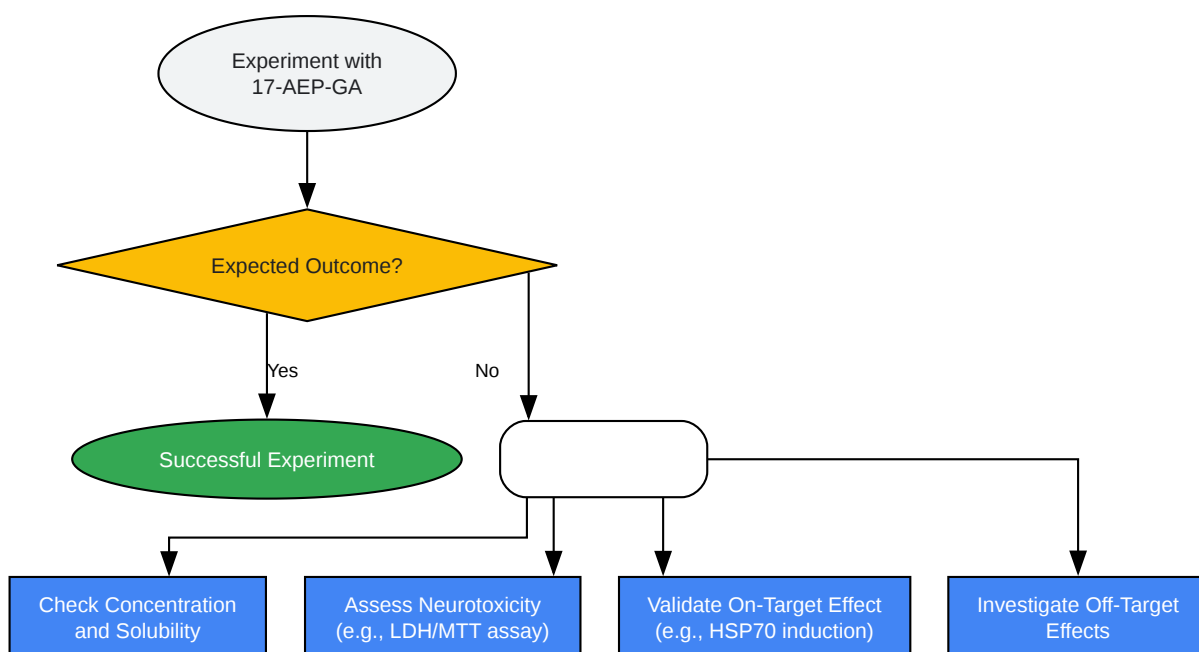 Experiment with
17-AEP-GA
Expected Outcome?
Yes
No
Successful Experiment
Check Concentration
and Solubility
Assess Neurotoxicity
(e.g., LDH/MTT assay)
Validate On-Target Effect
(e.g., HSP70 induction)
Investigate Off-Target
Effects